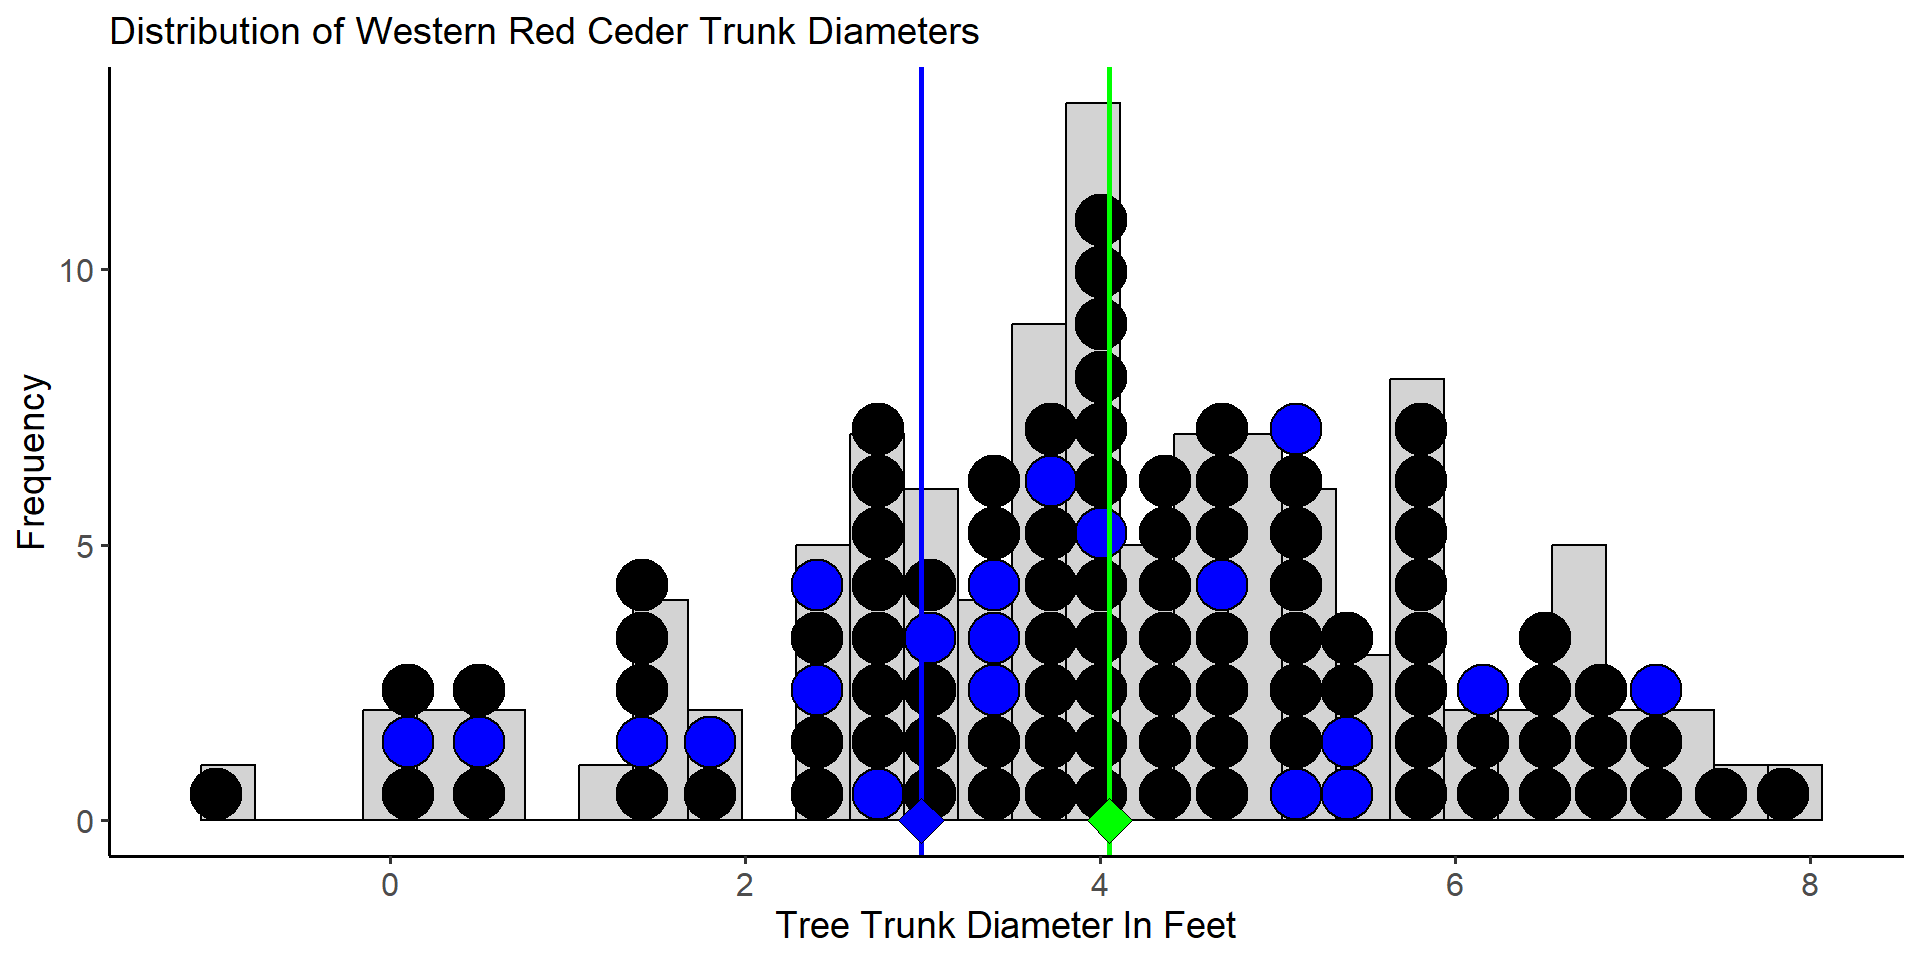 Distribution of Western Red Ceder Trunk Diameters
Frequency
10
5
0
0 2 4 6 8
Tree Trunk Diameter In Feet